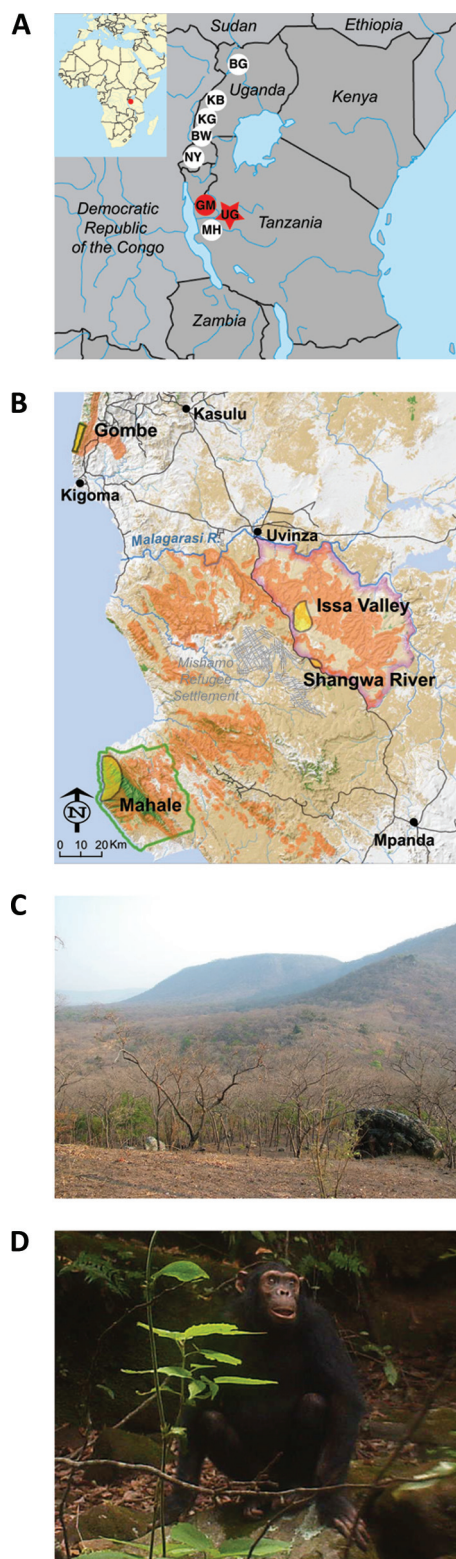 A
Sudan
Ethiopia
BG
Uganda
KB
Kenya
KG
BW
NY
GM
UG
Democratic
Republic
of the Congo
MH
Tanzania
Zambia
B
Kasulu
Gombe
Kigoma
Malagarasi R.
Uvinza
Issa Valley
Shangwa River
Mishamo
Refugee
Settlement
Mahale
N
Mpanda
0 10 20 Km
C
D